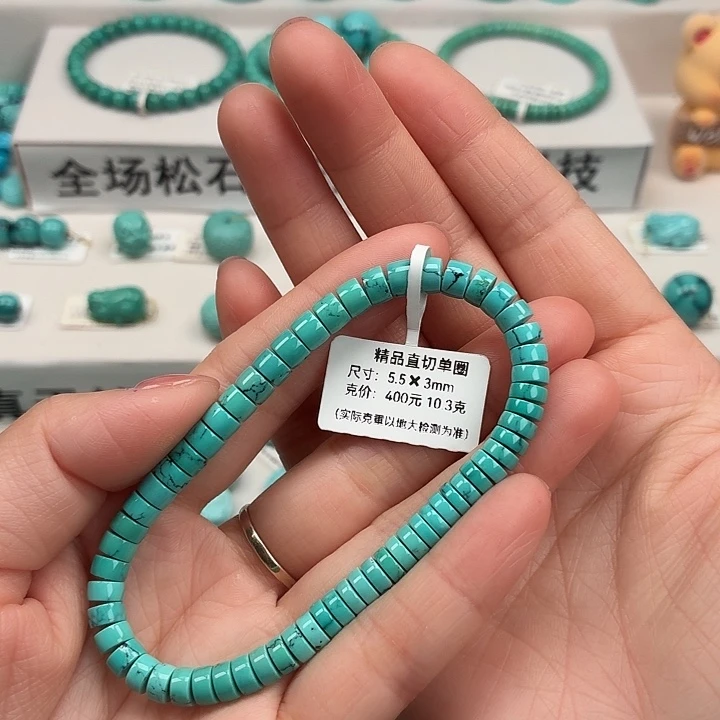 全场松石
技
精品直切单圈
尺寸：5.5✖3mm
克价：400元 10.3克
(实际克重以地大检测为准)